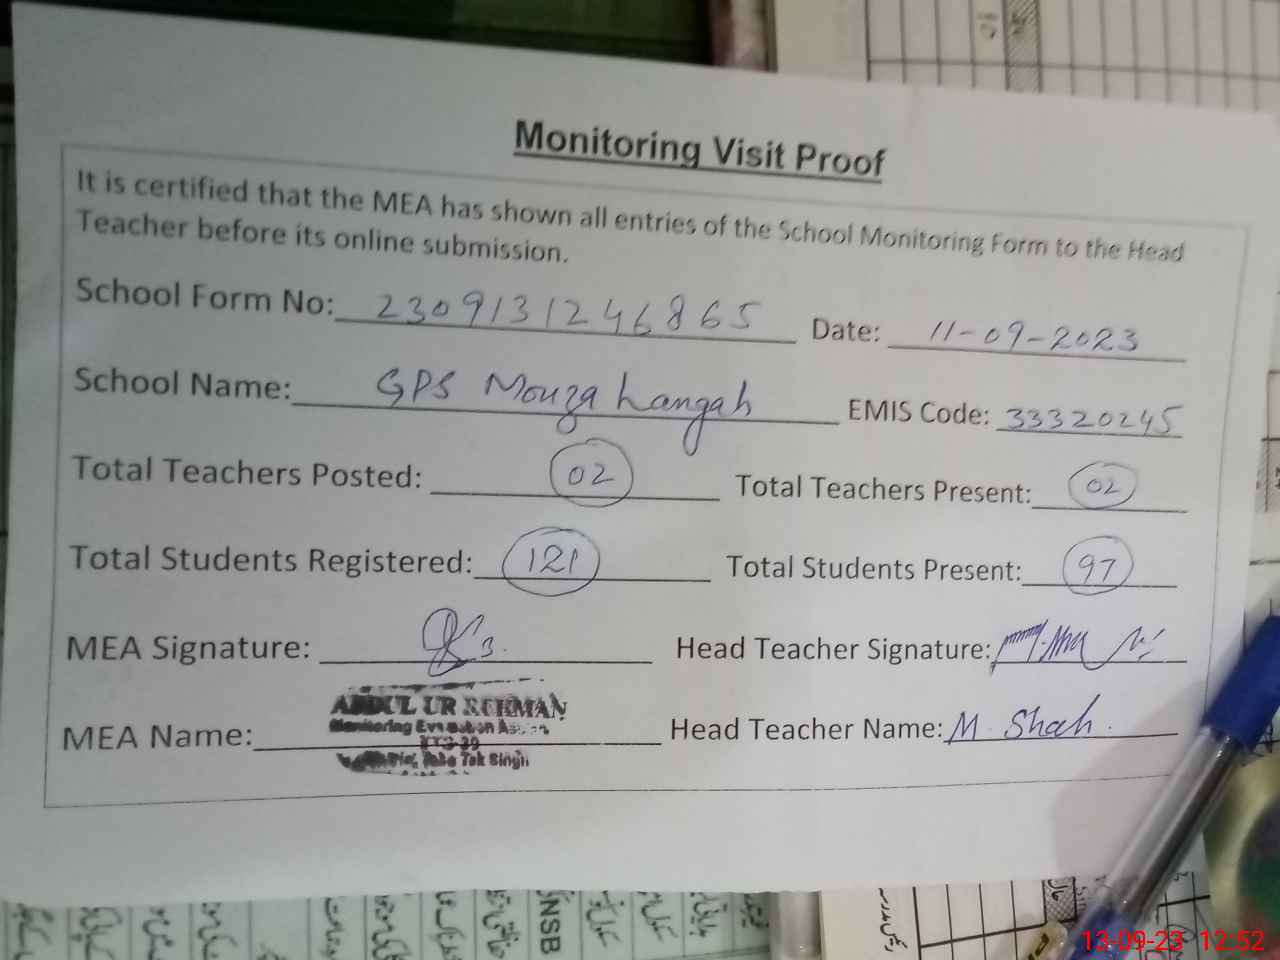 Monitoring Visit Proof
It is certified that the MEA has shown all entries of the School Monitoring Form to the Head
Teacher before its online submission.
School Form No: 2309131246865 Date: 11-09-2023
School Name: GPS Mouza Langah EMIS Code: 33320245
Total Teachers Posted: 02 Total Teachers Present: 02
Total Students Registered: 121 Total Students Present: 97
MEA Signature: Head Teacher Signature:
ABDUL UR REHMAN
Monitoring Evaluation
MEA Name: Head Teacher Name: M. Shah.
Toba Tek Singh
NSB
13-09-23 12:52